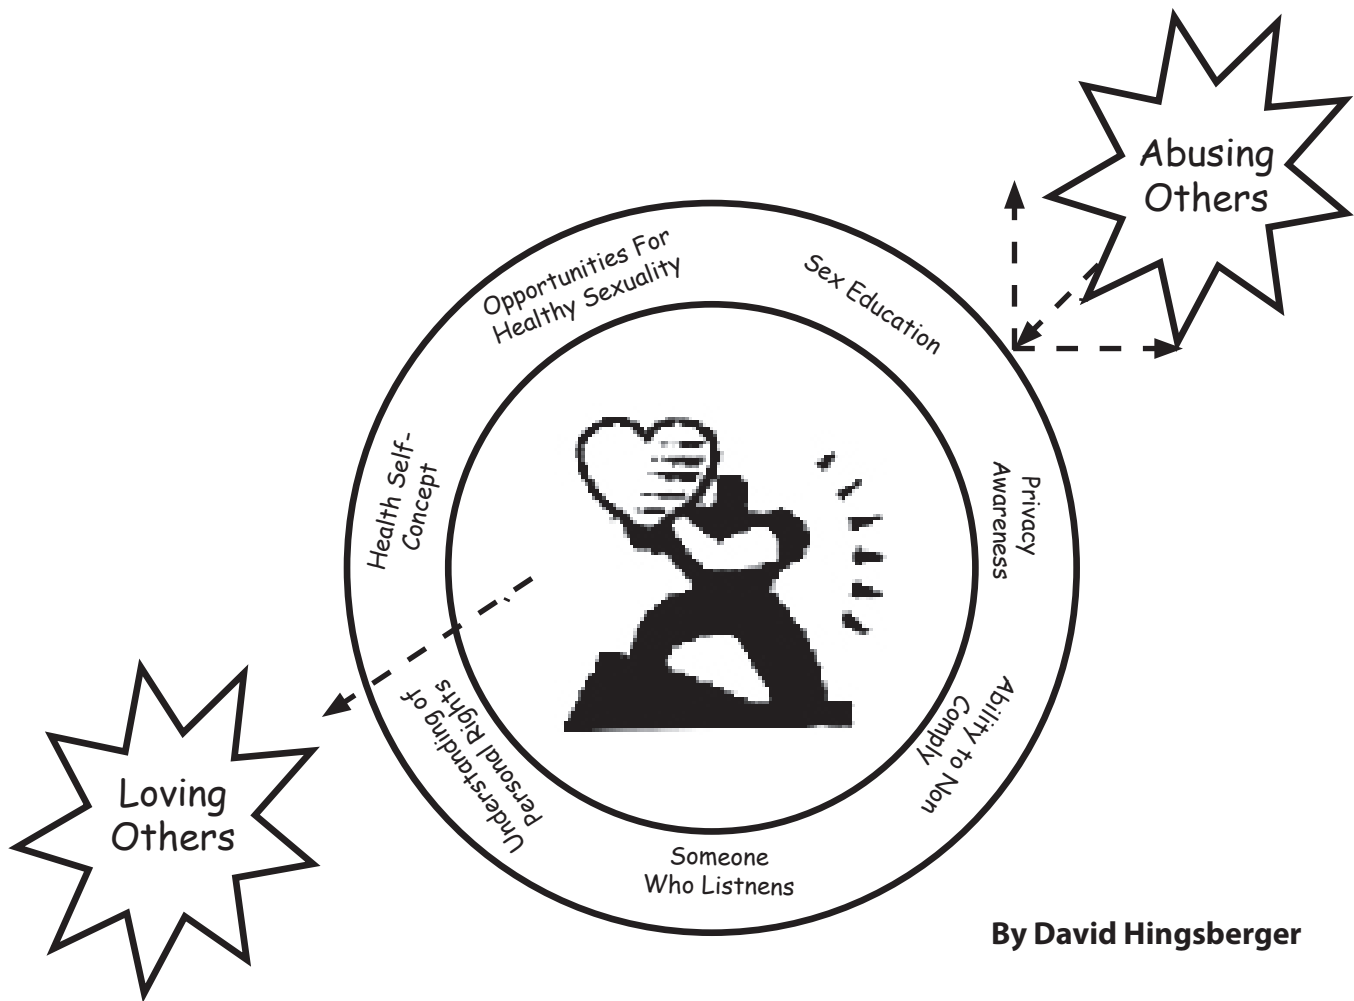 Abusing
Others
Opportunities For
Healthy Sexuality
Sex Education
Health Self-
Concept
Privacy
Awareness
Understanding of
Personal Rights
Ability to Non
Comply
Someone
Who Listnens
Loving
Others
By David Hingsberger